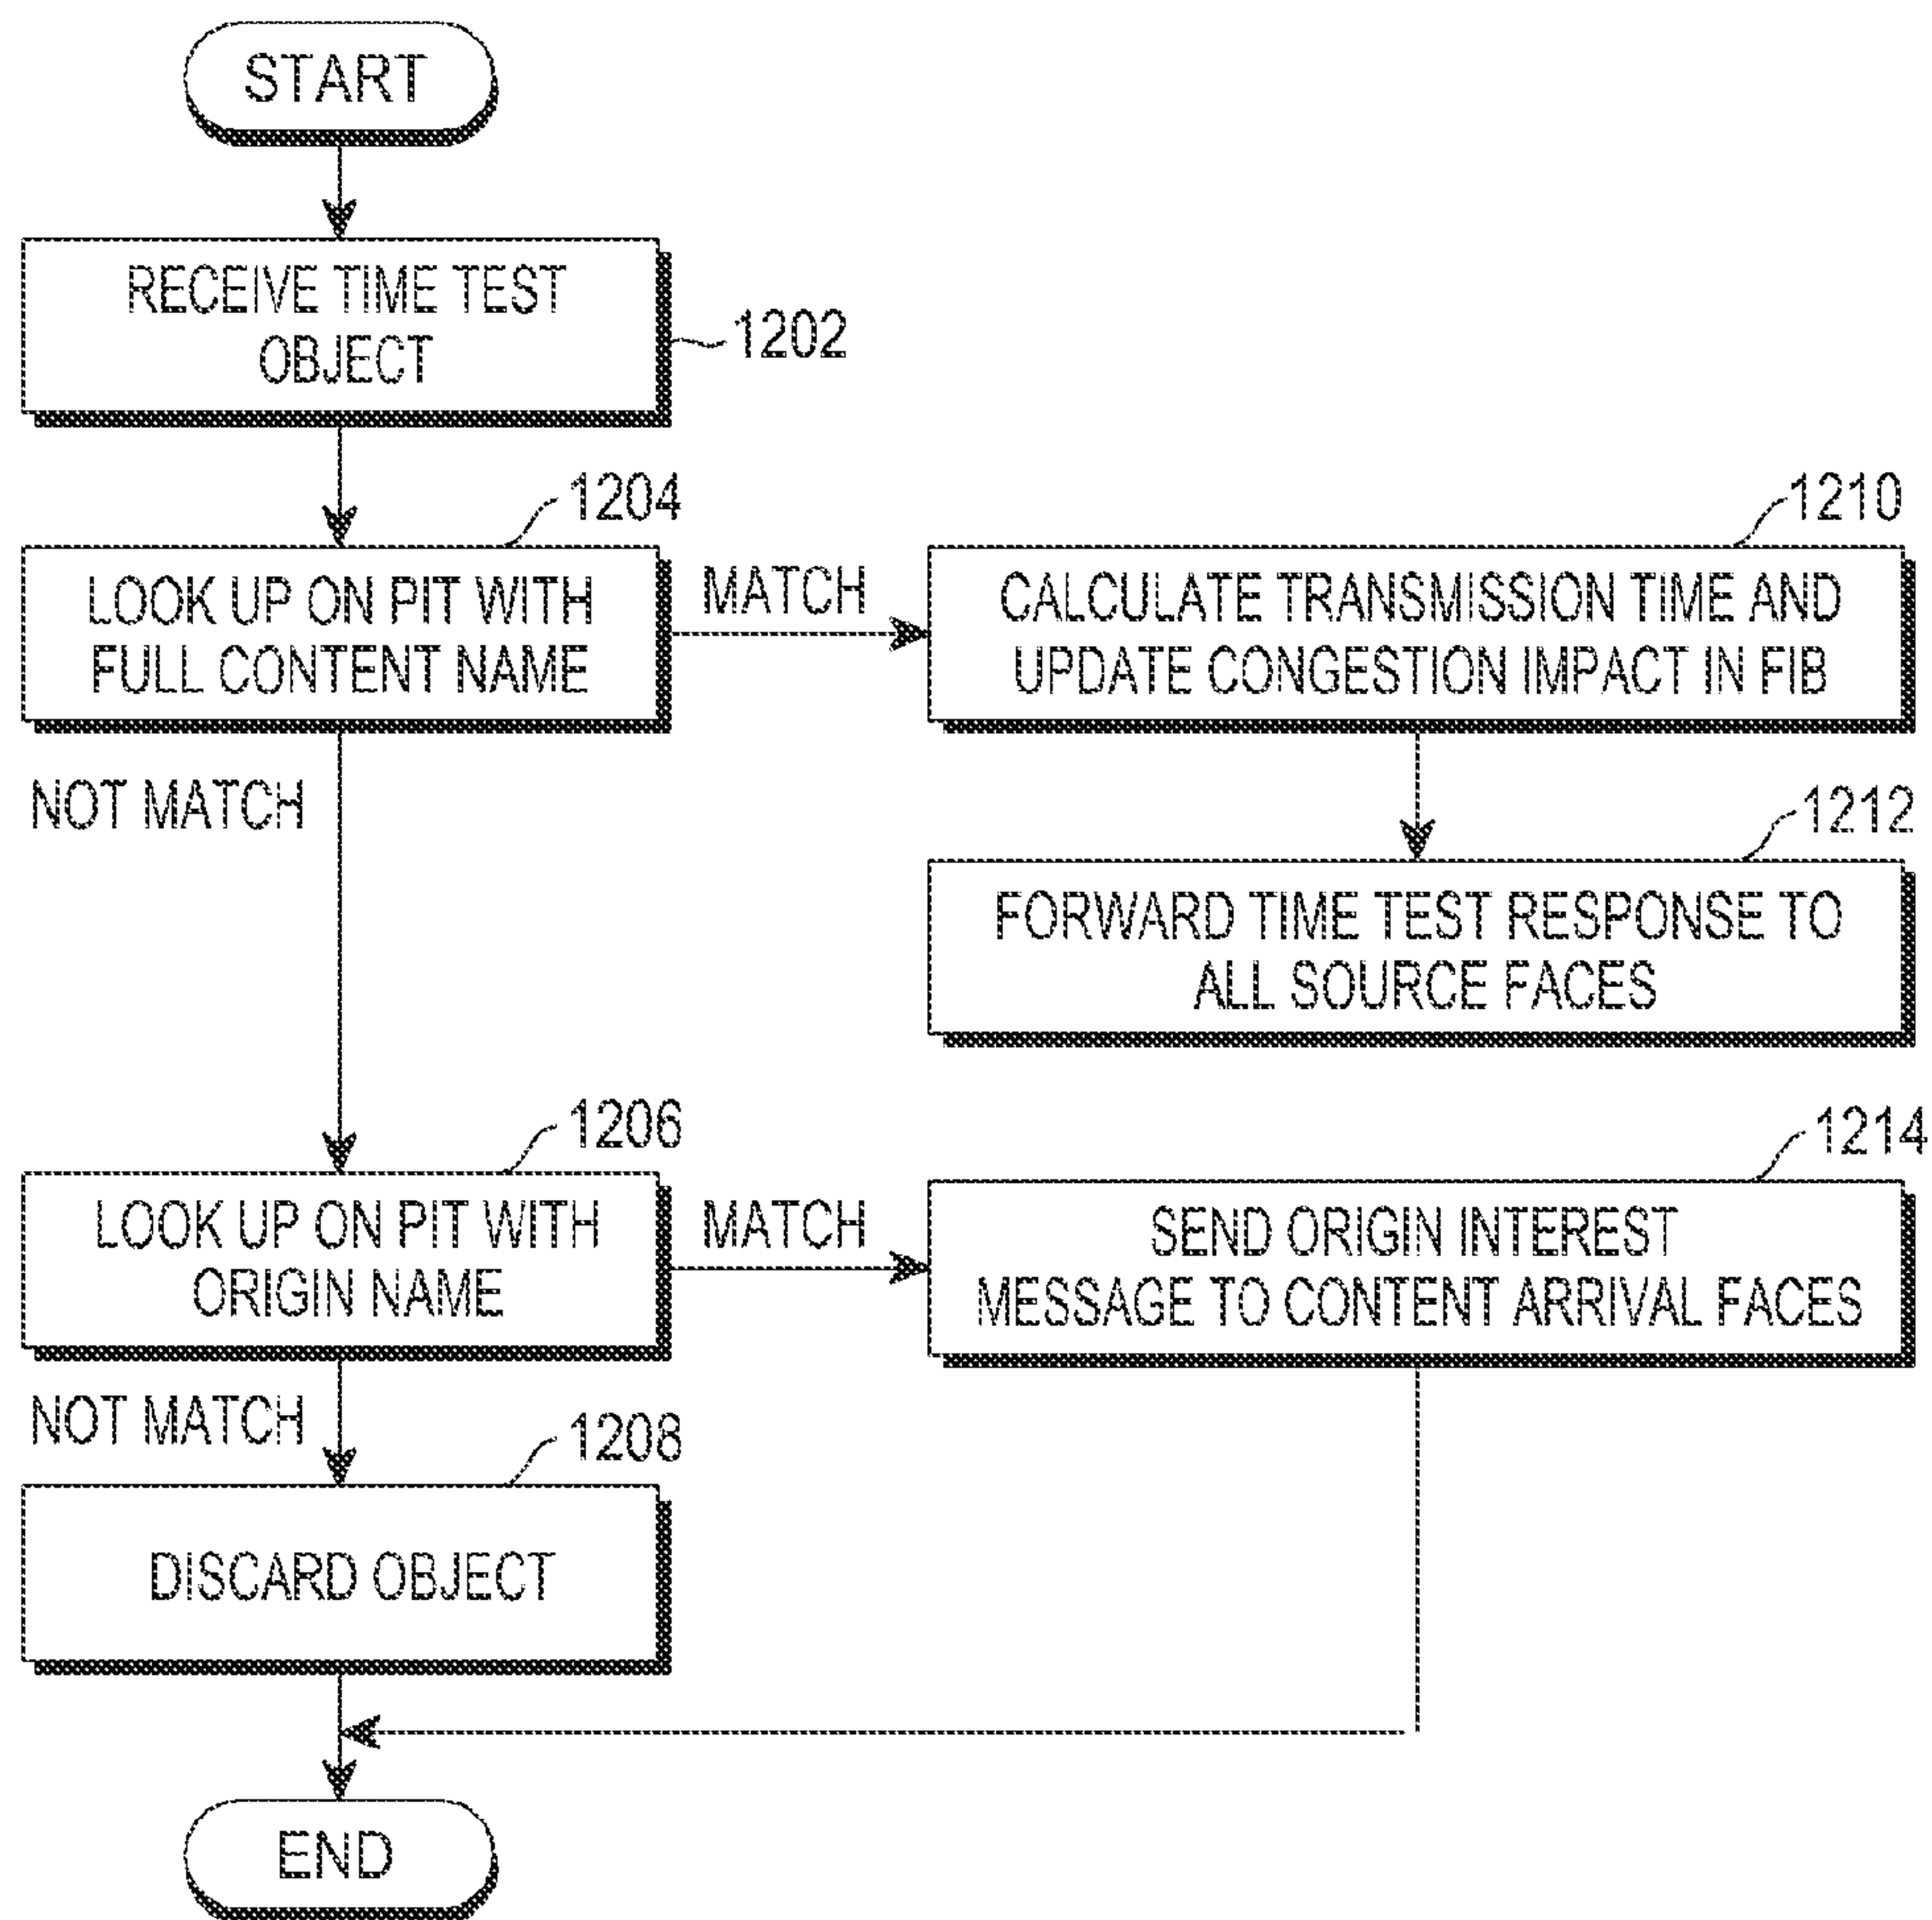 START
RECEIVE TIME TEST
OBJECT
1202
1204
LOOK UP ON PIT WITH
FULL CONTENT NAME
MATCH
1210
CALCULATE TRANSMISSION TIME AND
UPDATE CONGESTION IMPACT IN FIB
NOT MATCH
1212
FORWARD TIME TEST RESPONSE TO
ALL SOURCE FACES
1206
LOOK UP ON PIT WITH
ORIGIN NAME
MATCH
1214
SEND ORIGIN INTEREST
MESSAGE TO CONTENT ARRIVAL FACES
NOT MATCH
1208
DISCARD OBJECT
END